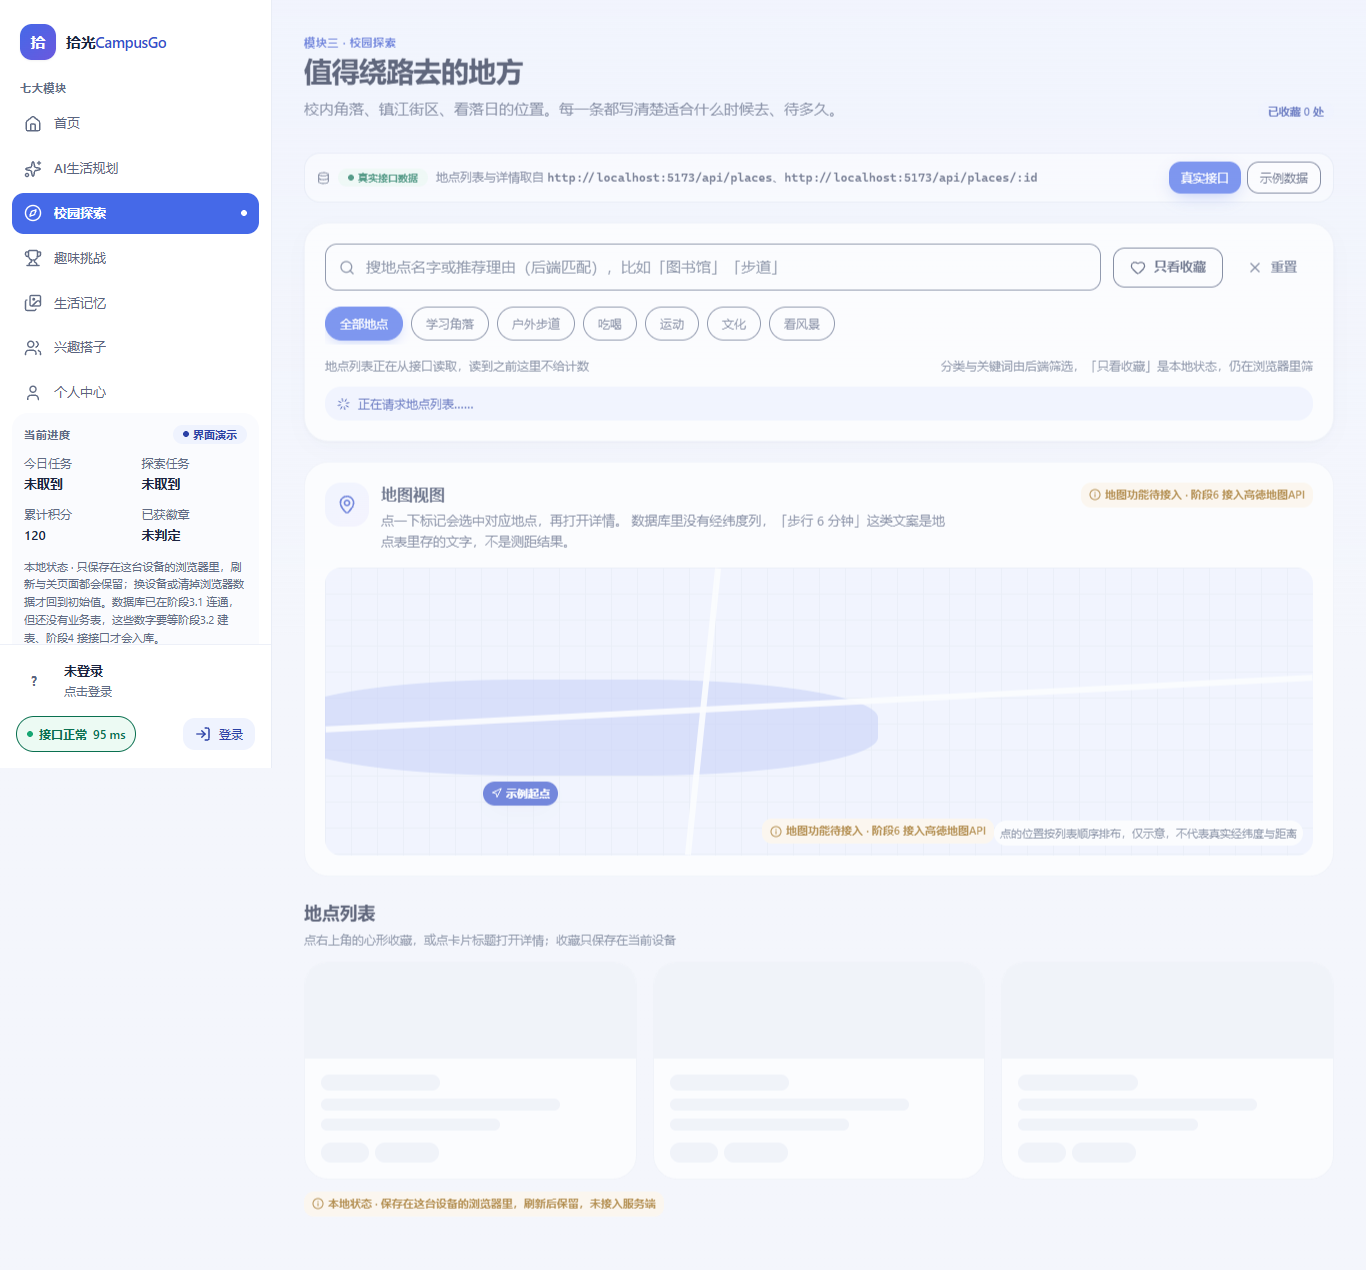 拾 拾光CampusGo
七大模块
首页
AI生活规划
校园探索
趣味挑战
生活记忆
兴趣搭子
个人中心
当前进度
界面演示
今日任务
探索任务
未取到
未取到
累计积分
已获徽章
120
未判定
本地状态 · 只保存在这台设备的浏览器里，刷
新与关页面都会保留；换设备或清掉浏览器数
据才回到初始值。数据库已在阶段3.1 连通，
但还没有业务表，这些数字要等阶段3.2 建
表、阶段4 接接口才会入库。
?
未登录
点击登录
接口正常 95 ms
登录
模块三 · 校园探索
值得绕路去的地方
校内角落、镇江街区、看落日的位置。每一条都写清楚适合什么时候去、待多久。
已收藏 0 处
真实接口数据
地点列表与详情取自 http://localhost:5173/api/places、http://localhost:5173/api/places/:id
真实接口
示例数据
搜地点名字或推荐理由（后端匹配），比如「图书馆」「步道」
只看收藏
重置
全部地点
学习角落
户外步道
吃喝
运动
文化
看风景
地点列表正在从接口读取，读到之前这里不给计数
分类与关键词由后端筛选，「只看收藏」是本地状态，仍在浏览器里筛
正在请求地点列表……
地图视图
地图功能待接入 · 阶段6 接入高德地图API
点一下标记会选中对应地点，再打开详情。 数据库里没有经纬度列，「步行 6 分钟」这类文案是地
点表里存的文字，不是测距结果。
示例起点
地图功能待接入 · 阶段6 接入高德地图API
点的位置按列表顺序排布，仅示意，不代表真实经纬度与距离
地点列表
点右上角的心形收藏，或点卡片标题打开详情；收藏只保存在当前设备
本地状态 · 保存在这台设备的浏览器里，刷新后保留，未接入服务端